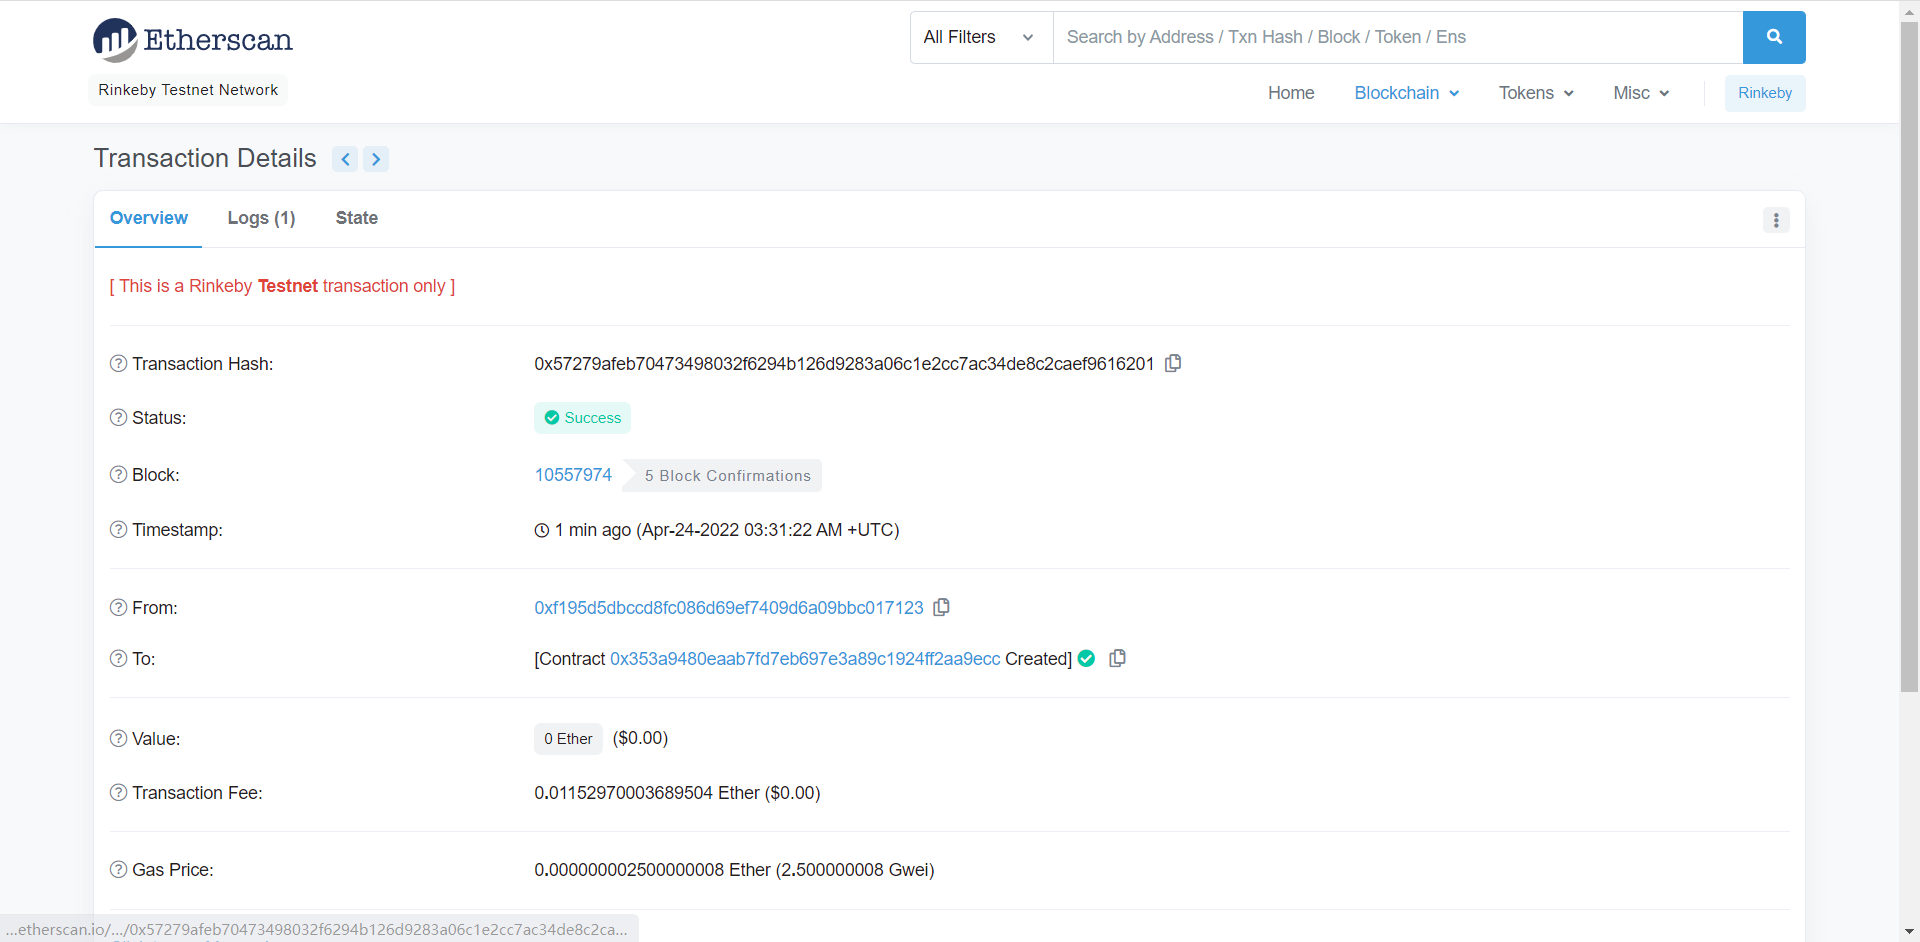 Etherscan
All Filters
Search by Address / Txn Hash / Block / Token / Ens
Rinkeby Testnet Network
Home Blockchain Tokens Misc Rinkeby
Transaction Details
Overview Logs (1) State
[ This is a Rinkeby Testnet transaction only ]
Transaction Hash: 0x57279afeb70473498032f6294b126d9283a06c1e2cc7ac34de8c2caef9616201
Status: Success
Block: 10557974 5 Block Confirmations
Timestamp: 1 min ago (Apr-24-2022 03:31:22 AM +UTC)
From: 0xf195d5dbccd8fc086d69ef7409d6a09bbc017123
To: [Contract 0x353a9480eaab7fd7eb697e3a89c1924ff2aa9ecc Created]
Value: 0 Ether ($0.00)
Transaction Fee: 0.01152970003689504 Ether ($0.00)
Gas Price: 0.000000002500000008 Ether (2.500000008 Gwei)
...etherscan.io/.../0x57279afeb70473498032f6294b126d9283a06c1e2cc7ac34de8c2ca...